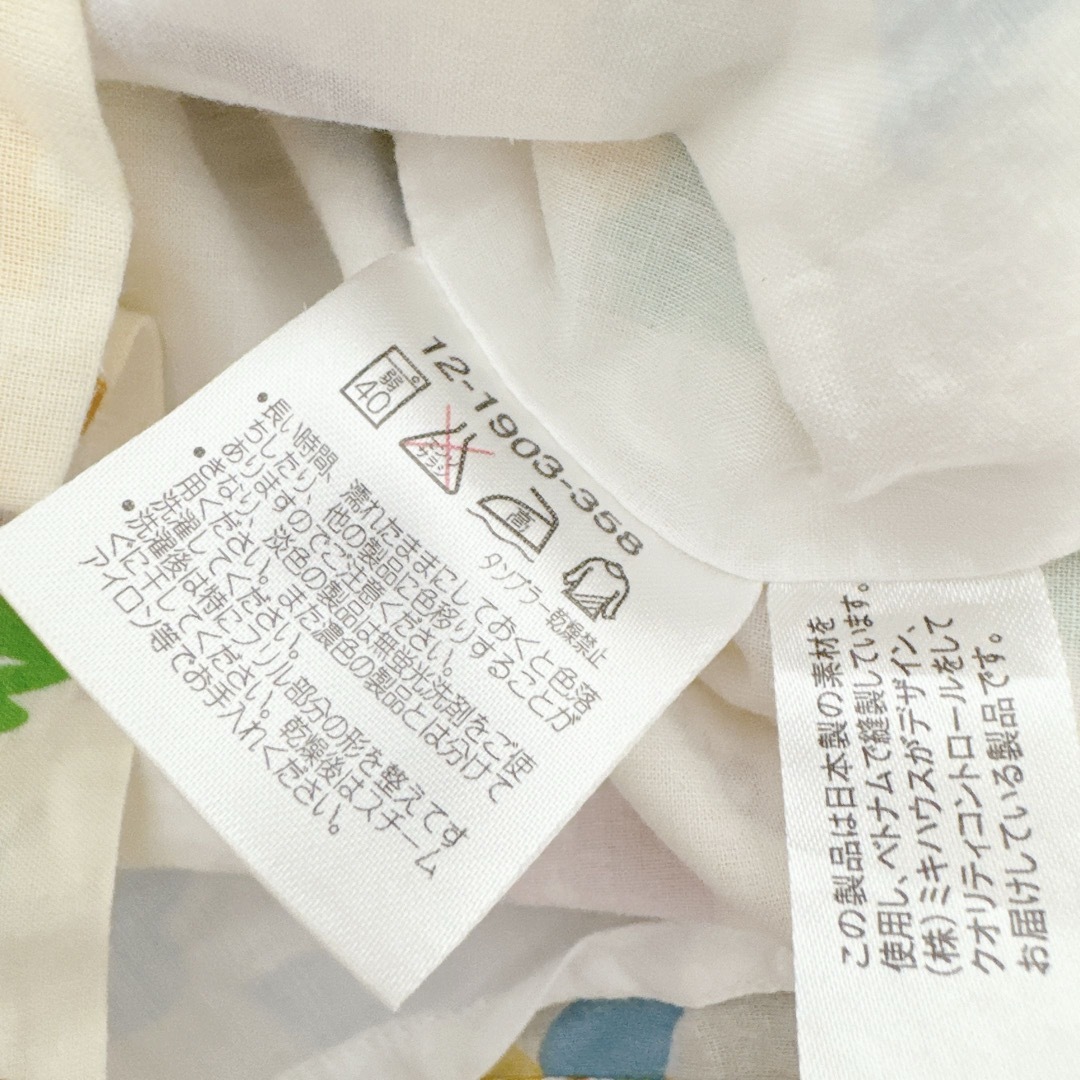 12-1903-358
弱
40
エンソ
サラシ
高
タンブラー乾燥禁止
・長い時間、濡れたままにしておくと色落
ちしたり、他の製品に色移りすることが
ありますのでご注意ください。
・淡色の製品は無蛍光洗剤をご使
用ください。また濃色の製品とは分けて
洗濯してください。
・洗濯後は特にフリル部分の形を整えてす
ぐに干してください。乾燥後はスチーム
アイロン等でお手入れください。
この製品は日本製の素材を
使用し、ベトナムで縫製しています。
(株)ミキハウスがデザイン、
クオリティコントロールをして
お届けしている製品です。